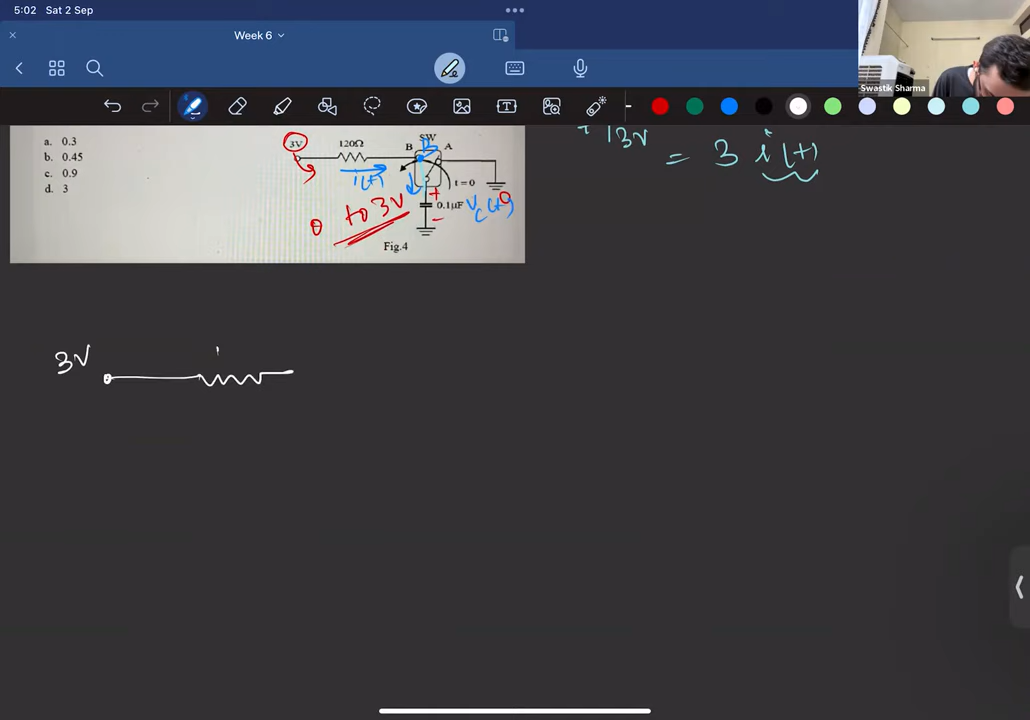 5:02 Sat 2 Sep
Week 6
Swastik Sharma
a. 0.3
b. 0.45
c. 0.9
d. 3
3V
120Ω
B
SW
A
i(t)
t = 0
+
0.1μF
Vc(t)
-
0 to 3V
Fig.4
13V
= 3 i(t)
3V